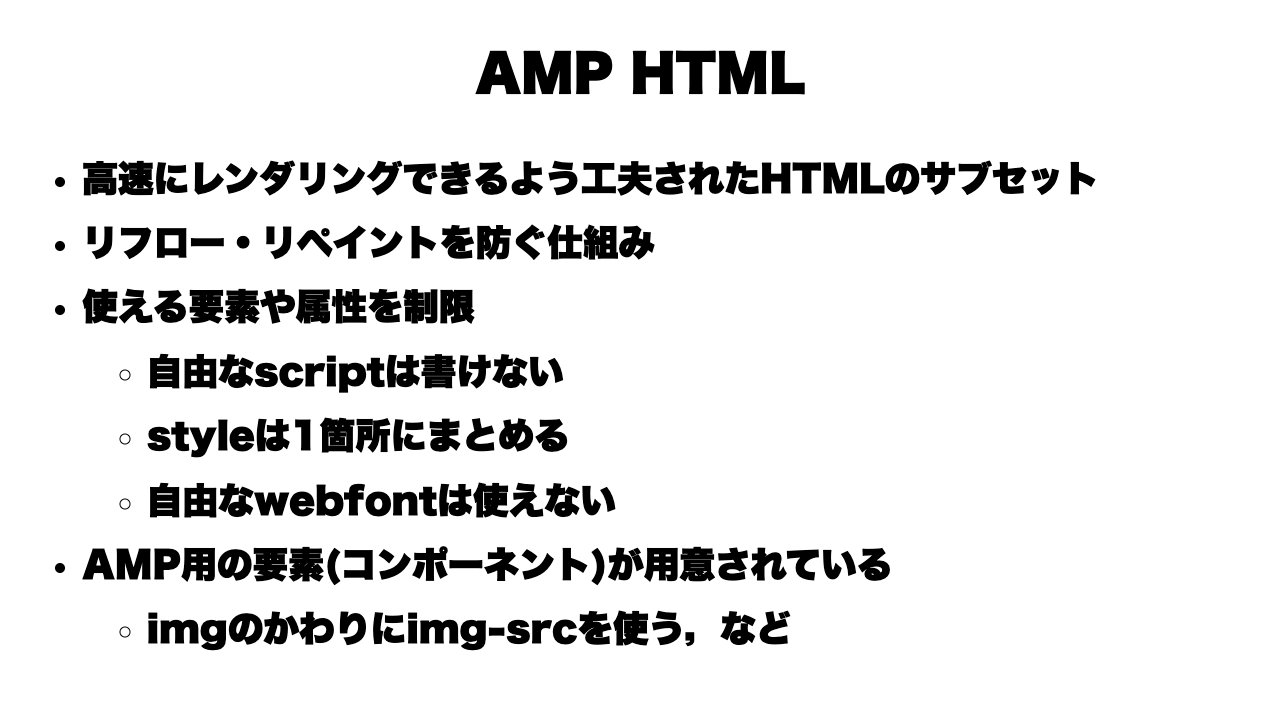 AMP HTML
• 高速にレンダリングできるよう工夫されたHTMLのサブセット
• リフロー・リペイントを防ぐ仕組み
• 使える要素や属性を制限
◦ 自由なscriptは書けない
◦ styleは1箇所にまとめる
◦ 自由なwebfontは使えない
• AMP用の要素(コンポーネント)が用意されている
◦ imgのかわりにimg-srcを使う，など